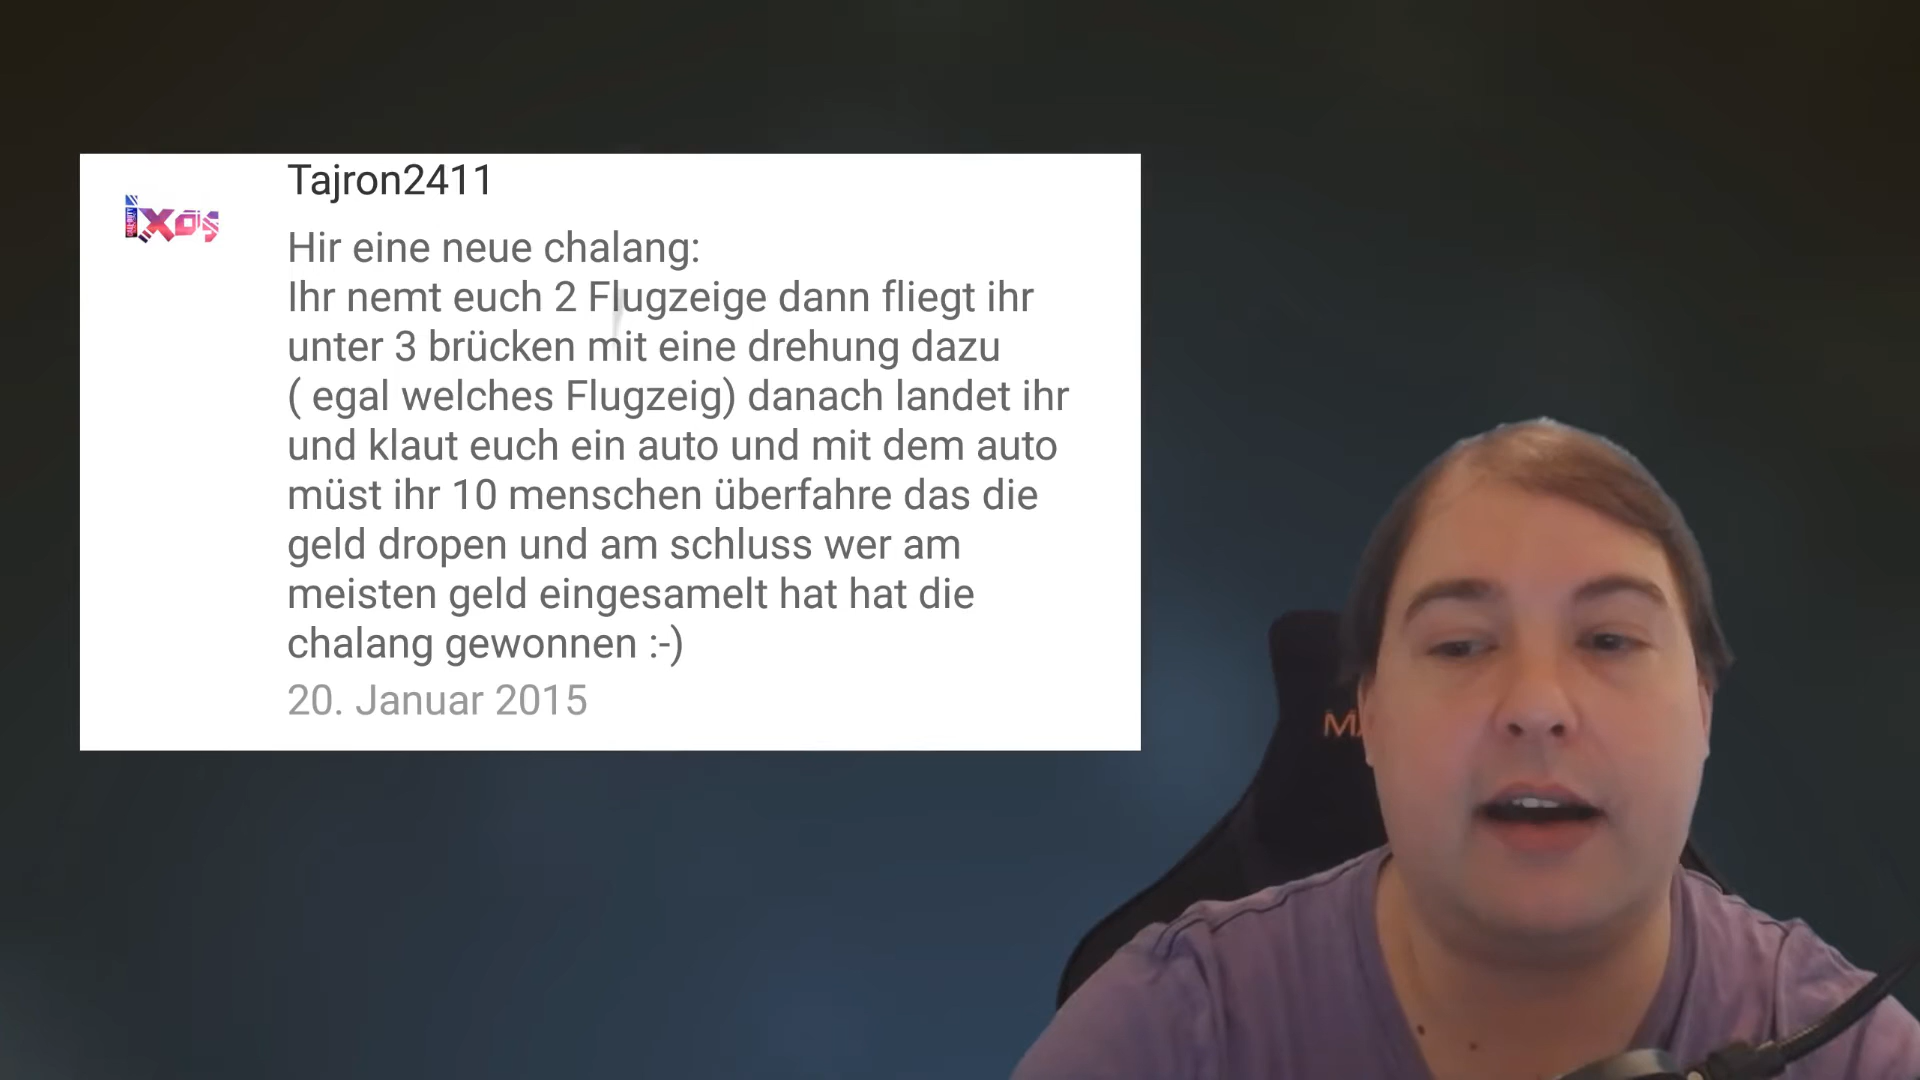 Tajron2411
ixos
Hir eine neue chalang:
Ihr nemt euch 2 Flugzeige dann fliegt ihr
unter 3 brücken mit eine drehung dazu
( egal welches Flugzeig) danach landet ihr
und klaut euch ein auto und mit dem auto
müst ihr 10 menschen überfahre das die
geld dropen und am schluss wer am
meisten geld eingesamelt hat hat die
chalang gewonnen :-)
20. Januar 2015